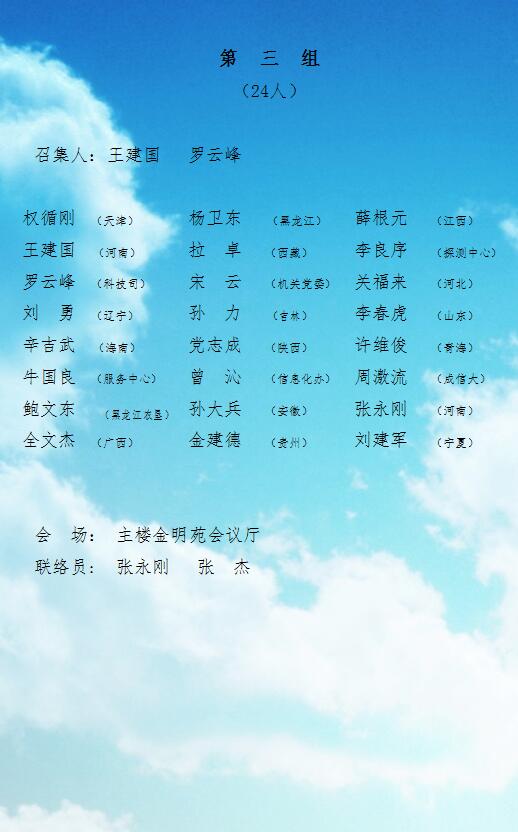 第 三 组
（24人）
召集人：王建国 罗云峰
权循刚 （天津） 杨卫东 （黑龙江） 薛根元 （江西）
王建国 （河南） 拉 卓 （西藏） 李良序 （探测中心）
罗云峰 （科技司） 宋 云 （机关党委） 关福来 （河北）
刘 勇 （辽宁） 孙 力 （吉林） 李春虎 （山东）
辛吉武 （海南） 党志成 （陕西） 许维俊 （青海）
牛国良 （服务中心） 曾 沁 （信息化办） 周激流 （成信大）
鲍文东 （黑龙江农垦） 孙大兵 （安徽） 张永刚 （河南）
全文杰 （广西） 金建德 （贵州） 刘建军 （宁夏）
会 场： 主楼金明苑会议厅
联络员： 张永刚 张 杰